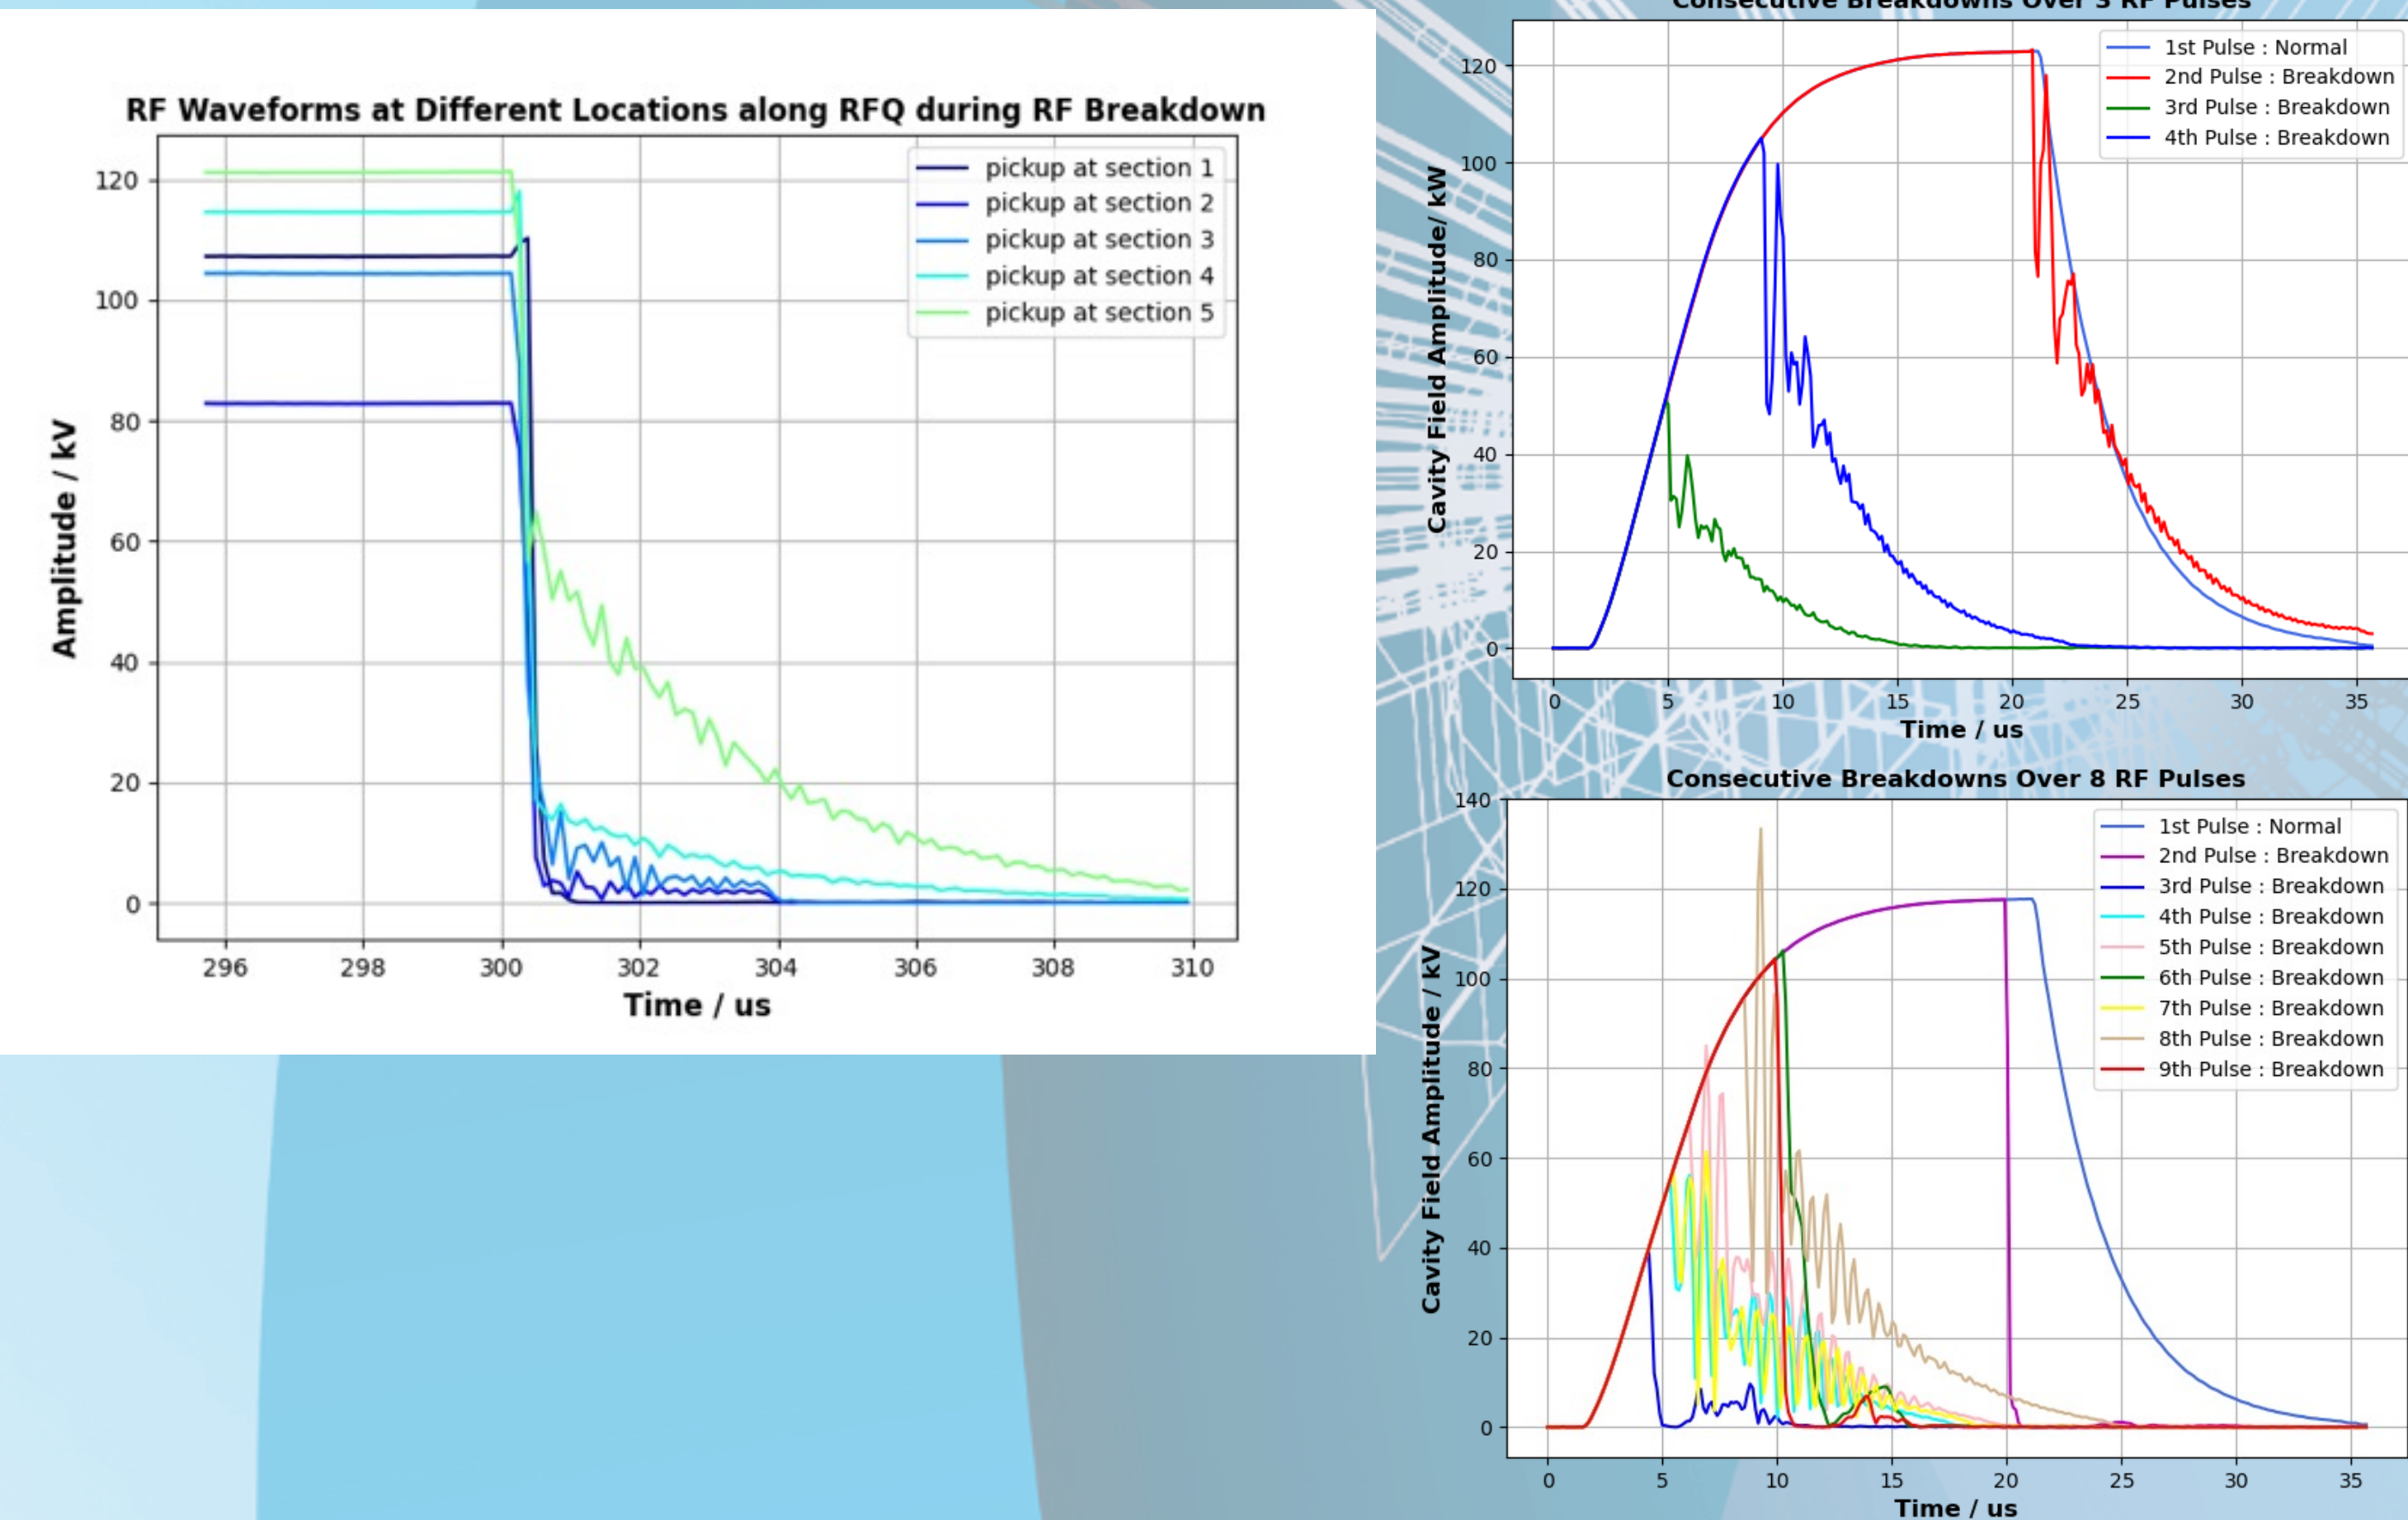 RF Waveforms at Different Locations along RFQ during RF Breakdown
pickup at section 1
pickup at section 2
pickup at section 3
pickup at section 4
pickup at section 5
120
100
80
60
40
20
0
Amplitude / kV
296 298 300 302 304 306 308 310
Time / us
Consecutive Breakdowns Over 3 RF Pulses
1st Pulse : Normal
2nd Pulse : Breakdown
3rd Pulse : Breakdown
4th Pulse : Breakdown
120
100
80
60
40
20
0
Cavity Field Amplitude/ kW
0 5 10 15 20 25 30 35
Time / us
Consecutive Breakdowns Over 8 RF Pulses
1st Pulse : Normal
2nd Pulse : Breakdown
3rd Pulse : Breakdown
4th Pulse : Breakdown
5th Pulse : Breakdown
6th Pulse : Breakdown
7th Pulse : Breakdown
8th Pulse : Breakdown
9th Pulse : Breakdown
140
120
100
80
60
40
20
0
Cavity Field Amplitude / kV
0 5 10 15 20 25 30 35
Time / us